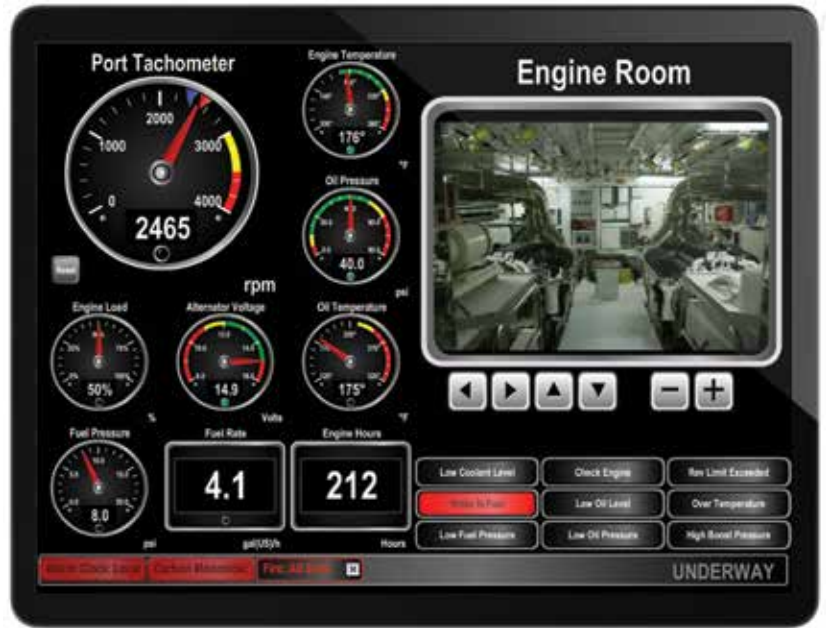 Port Tachometer
0
1000
2000
3000
4000
2465
rpm
Reset
Engine Temperature
176°
°F
Oil Pressure
40.0
psi
Engine Load
50%
%
Alternator Voltage
14.9
Volts
Oil Temperature
175°
°F
Fuel Pressure
8.0
psi
Fuel Rate
4.1
gal(US)/h
Engine Hours
212
Hours
Engine Room
Low Coolant Level
Check Engine
Rev Limit Exceeded
Water In Fuel
Low Oil Level
Over Temperature
Low Fuel Pressure
Low Oil Pressure
High Boost Pressure
Carbon Monoxide
UNDERWAY